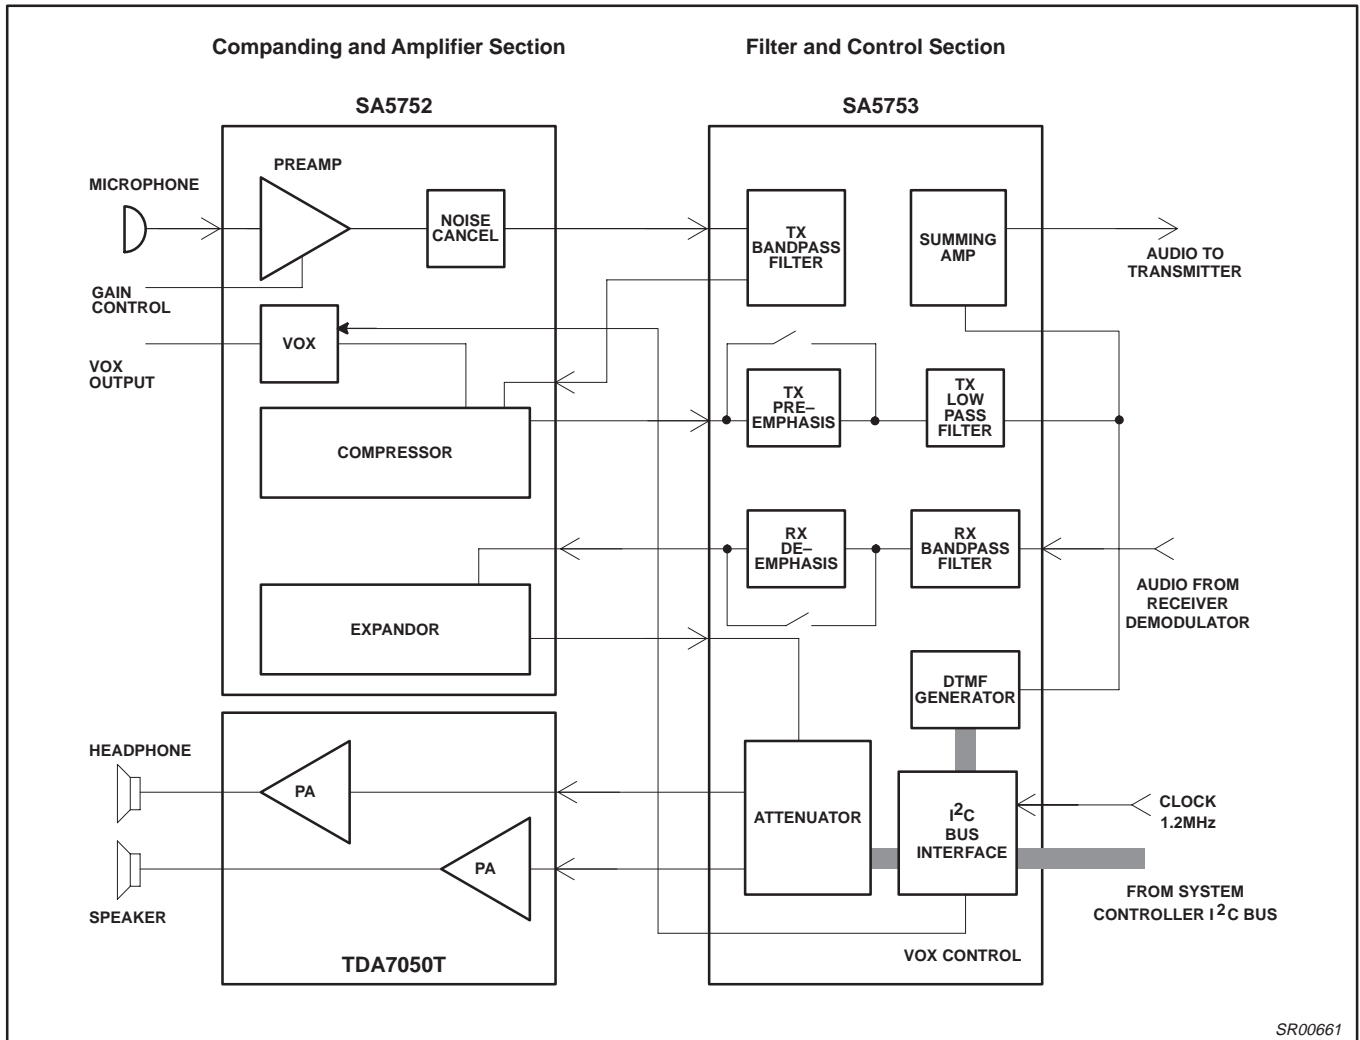 Companding and Amplifier Section
Filter and Control Section
SA5752
SA5753
PREAMP
MICROPHONE
NOISE
CANCEL
TX
BANDPASS
FILTER
SUMMING
AMP
AUDIO TO
TRANSMITTER
GAIN
CONTROL
VOX
VOX
OUTPUT
TX
PRE–
EMPHASIS
TX
LOW
PASS
FILTER
COMPRESSOR
RX
DE–
EMPHASIS
RX
BANDPASS
FILTER
AUDIO FROM
RECEIVER
DEMODULATOR
EXPANDOR
DTMF
GENERATOR
HEADPHONE
PA
ATTENUATOR
I2C
BUS
INTERFACE
CLOCK
1.2MHz
PA
SPEAKER
FROM SYSTEM
CONTROLLER I2C BUS
VOX CONTROL
TDA7050T
SR00661